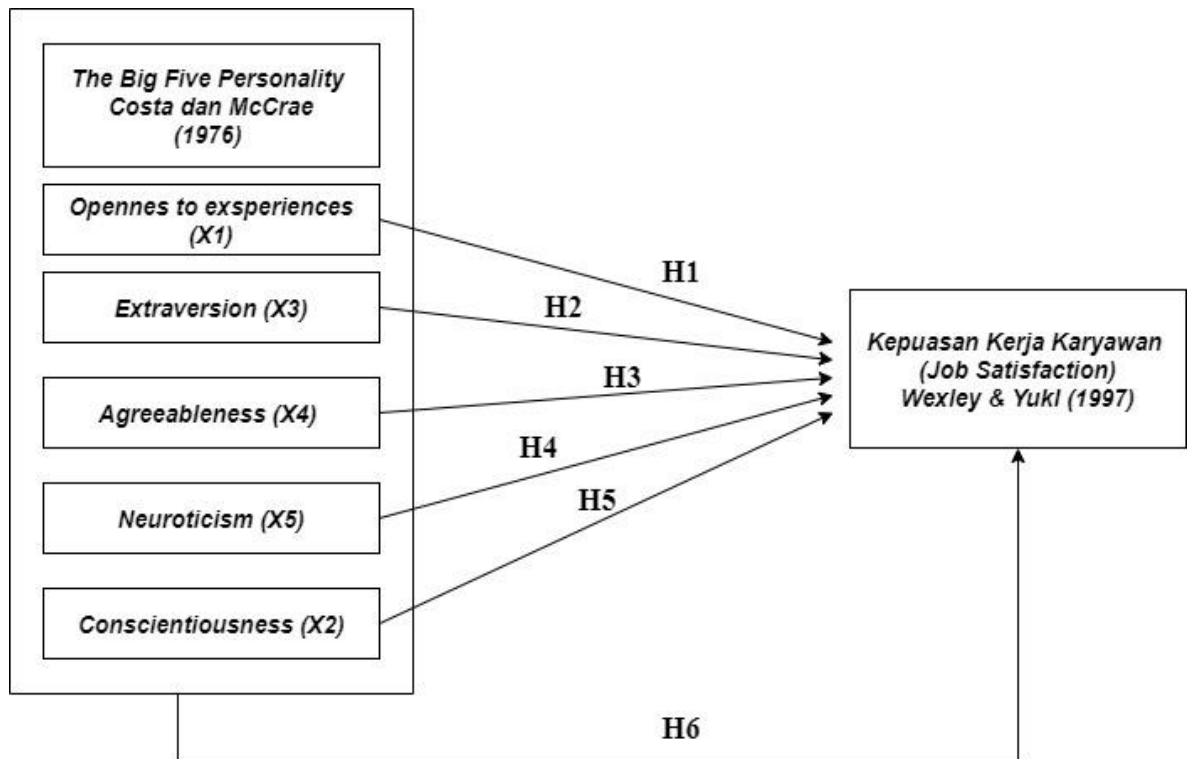 The Big Five Personality
Costa dan McCrae
(1976)
Opennes to exsperiences
(X1)
Extraversion (X3)
Agreeableness (X4)
Neuroticism (X5)
Conscientiousness (X2)
H1
H2
H3
H4
H5
H6
Kepuasan Kerja Karyawan
(Job Satisfaction)
Wexley & Yukl (1997)